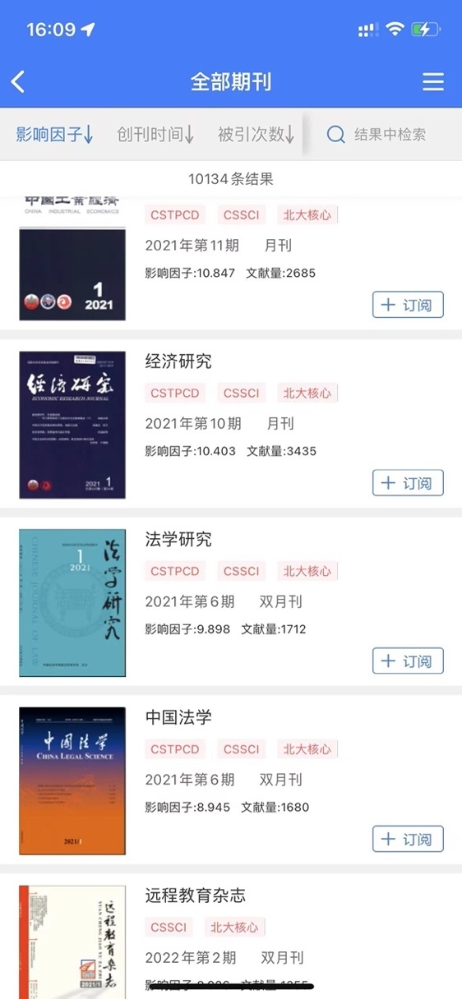 16:09
全部期刊
影响因子↓ 创刊时间↓ 被引次数↓ 结果中检索
10134条结果
中国工业经济
CHINA INDUSTRIAL ECONOMICS
1
2021
CSTPCD CSSCI 北大核心
2021年第11期 月刊
影响因子:10.847 文献量:2685
+ 订阅
经济研究
ECONOMIC RESEARCH JOURNAL
2021 1
经济研究
CSTPCD CSSCI 北大核心
2021年第10期 月刊
影响因子:10.403 文献量:3435
+ 订阅
1
2021
法学研究
CHINESE JOURNAL OF LAW
法学研究
CSTPCD CSSCI 北大核心
2021年第6期 双月刊
影响因子:9.898 文献量:1712
+ 订阅
中国法学
CHINA LEGAL SCIENCE
2021/1
中国法学
CSTPCD CSSCI 北大核心
2021年第6期 双月刊
影响因子:8.945 文献量:1680
+ 订阅
远程教育杂志
YUAN CHENG JIAO YU ZA ZHI
2021/1
远程教育杂志
CSSCI 北大核心
2022年第2期 双月刊
影响因子 文献量